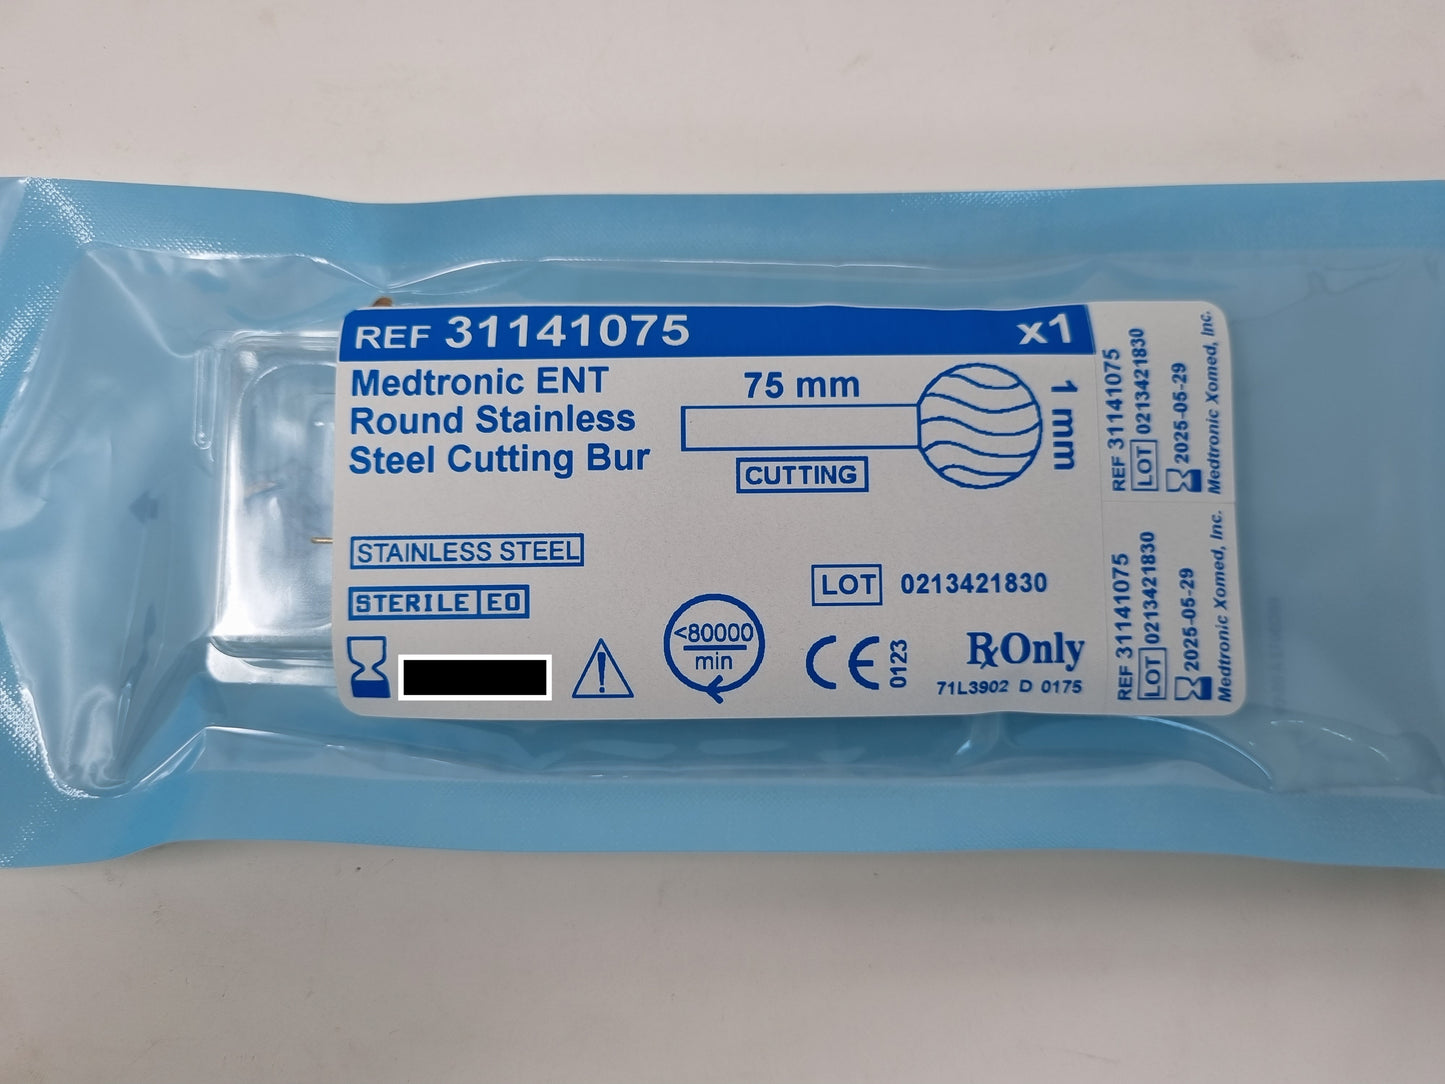 REF 31141075 x1
Medtronic ENT
Round Stainless
Steel Cutting Bur
75 mm
1 mm
CUTTING
STAINLESS STEEL
STERILE EO
<80000
min
LOT 0213421830
CE
0123
RxOnly
71L3902 D 0175
REF 31141075
LOT 0213421830
2025-05-29
Medtronic Xomed, Inc.
REF 31141075
LOT 0213421830
2025-05-29
Medtronic Xomed, Inc.